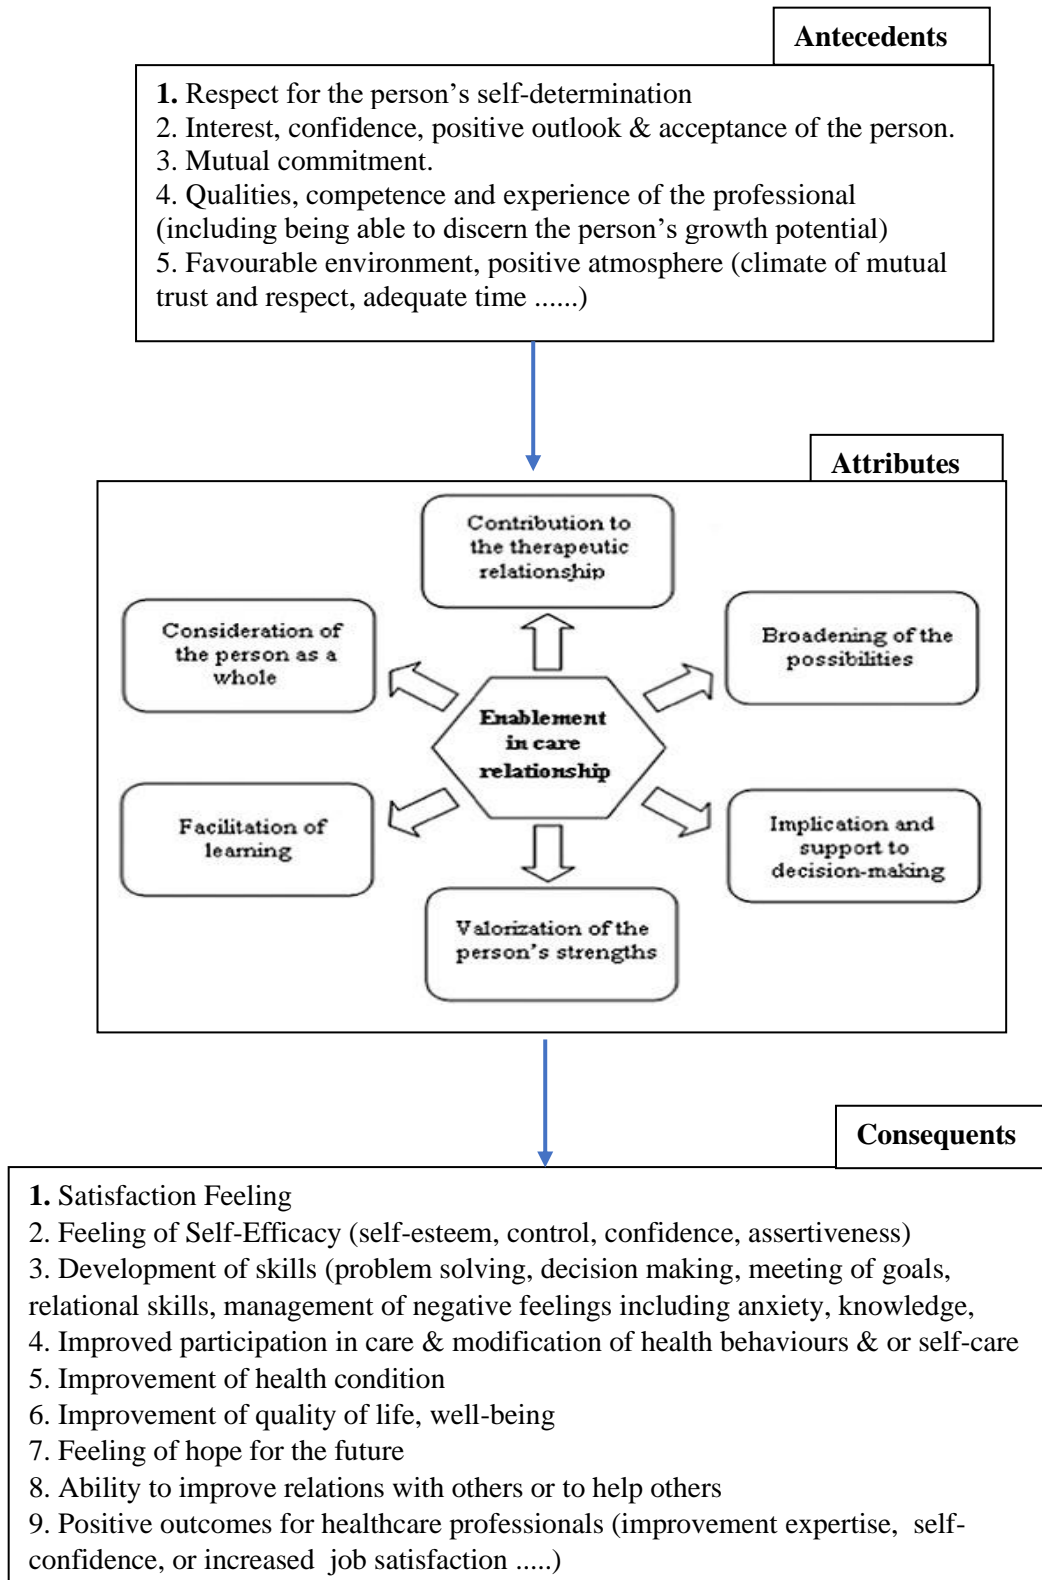 Antecedents
1. Respect for the person’s self-determination
2. Interest, confidence, positive outlook & acceptance of the person.
3. Mutual commitment.
4. Qualities, competence and experience of the professional
(including being able to discern the person’s growth potential)
5. Favourable environment, positive atmosphere (climate of mutual
trust and respect, adequate time ......)
Attributes
Contribution to
the therapeutic
relationship
Consideration of
the person as a
whole
Broadening of the
possibilities
Enablement
in care
relationship
Facilitation of
learning
Implication and
support to
decision-making
Valorization of the
person's strengths
Consequents
1. Satisfaction Feeling
2. Feeling of Self-Efficacy (self-esteem, control, confidence, assertiveness)
3. Development of skills (problem solving, decision making, meeting of goals,
relational skills, management of negative feelings including anxiety, knowledge,
4. Improved participation in care & modification of health behaviours & or self-care
5. Improvement of health condition
6. Improvement of quality of life, well-being
7. Feeling of hope for the future
8. Ability to improve relations with others or to help others
9. Positive outcomes for healthcare professionals (improvement expertise, self-
confidence, or increased job satisfaction .....)